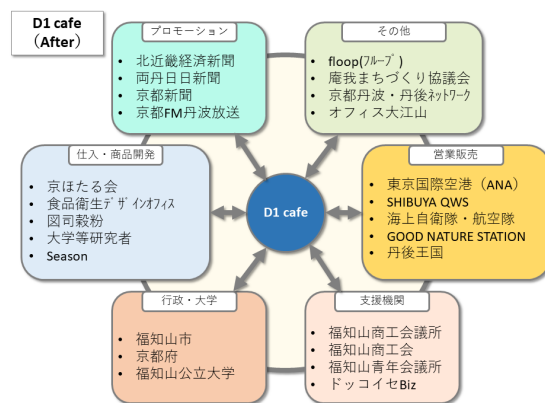 D1 cafe
（After）
プロモーション
北近畿経済新聞
両丹日日新聞
京都新聞
京都FM丹波放送
その他
floop(ﾌﾙｰﾌﾟ)
庵我まちづくり協議会
京都丹波・丹後ﾈｯﾄﾜｰｸ
オフィス大江山
仕入・商品開発
京ほたる会
食品衛生ﾃﾞｻﾞｲﾝオフィス
図司穀粉
大学等研究者
Season
D1 cafe
営業販売
東京国際空港（ANA）
SHIBUYA QWS
海上自衛隊・航空隊
GOOD NATURE STATION
丹後王国
行政・大学
福知山市
京都府
福知山公立大学
支援機関
福知山商工会議所
福知山商工会
福知山青年会議所
ドッコイセBiz